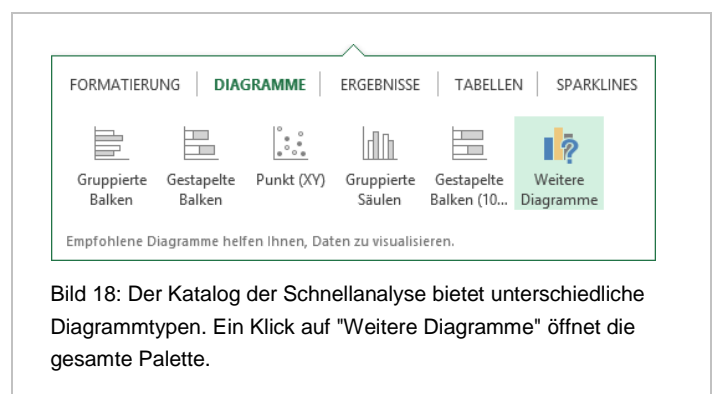 FORMATIERUNG DIAGRAMME ERGEBNISSE TABELLEN SPARKLINES
Gruppierte Gestapelte Punkt (XY) Gruppierte Gestapelte Weitere
Balken Balken Säulen Balken (10... Diagramme
Empfohlene Diagramme helfen Ihnen, Daten zu visualisieren.
Bild 18: Der Katalog der Schnellanalyse bietet unterschiedliche
Diagrammtypen. Ein Klick auf "Weitere Diagramme" öffnet die
gesamte Palette.